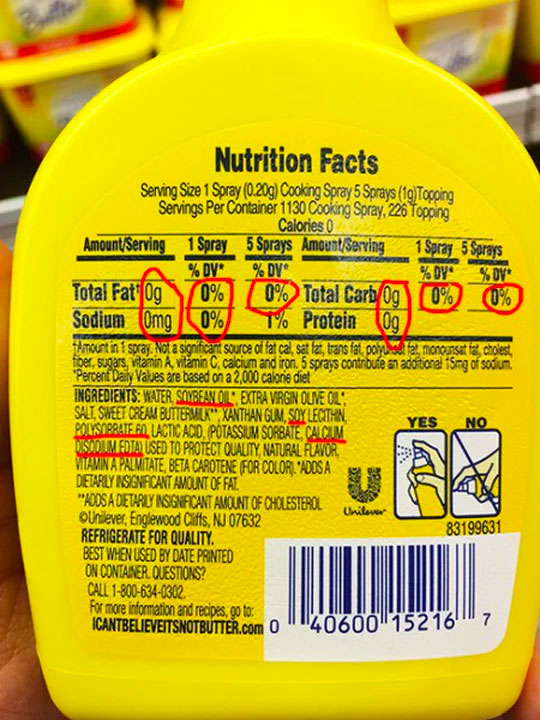 Butter
Nutrition Facts
Serving Size 1 Spray (0.20g) Cooking Spray 5 Sprays (1g) Topping
Servings Per Container 1130 Cooking Spray, 226 Topping
Calories 0
Amount/Serving 1 Spray 5 Sprays Amount/Serving 1 Spray 5 Sprays
% DV* % DV* % DV* % DV*
Total Fat† 0g 0% 0% Total Carb 0g 0% 0%
Sodium 0mg 0% 1% Protein 0g
†Amount in 1 spray. Not a significant source of fat cal, sat fat, trans fat, polyunsat fat, monounsat fat, cholest,
fiber, sugars, vitamin A, vitamin C, calcium and iron. 5 sprays contribute an additional 15mg of sodium.
*Percent Daily Values are based on a 2,000 calorie diet
INGREDIENTS: WATER, SOYBEAN OIL*, EXTRA VIRGIN OLIVE OIL*,
SALT, SWEET CREAM BUTTERMILK**, XANTHAN GUM, SOY LECITHIN,
POLYSORBATE 60, LACTIC ACID, (POTASSIUM SORBATE, CALCIUM
DISODIUM EDTA) USED TO PROTECT QUALITY, NATURAL FLAVOR,
VITAMIN A PALMITATE, BETA CAROTENE (FOR COLOR). *ADDS A
DIETARILY INSIGNIFICANT AMOUNT OF FAT.
**ADDS A DIETARILY INSIGNIFICANT AMOUNT OF CHOLESTEROL
©Unilever, Englewood Cliffs, NJ 07632
REFRIGERATE FOR QUALITY.
BEST WHEN USED BY DATE PRINTED
ON CONTAINER. QUESTIONS?
CALL 1-800-634-0302.
For more information and recipes, go to:
ICANTBELIEVEITSNOTBUTTER.com
Unilever
YES NO
83199631
0 40600 15216 7